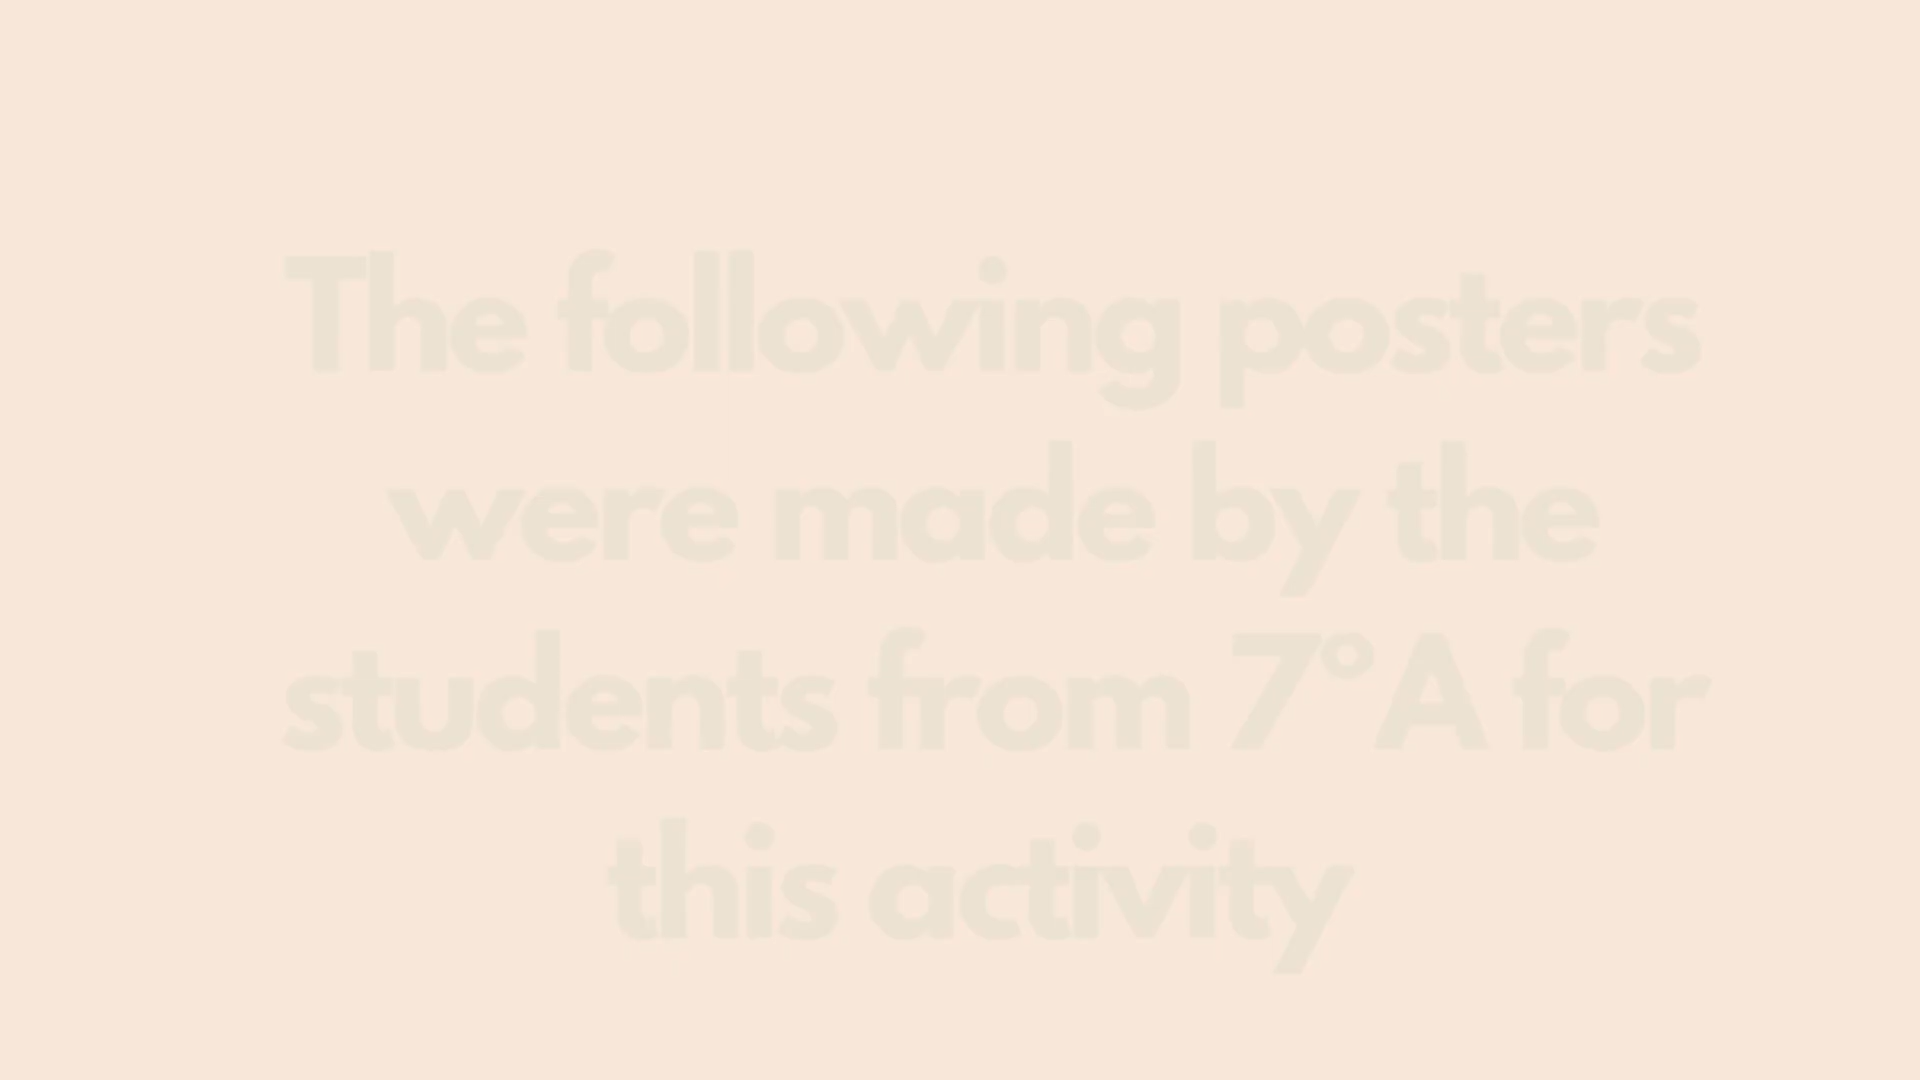 The following posters
were made by the
students from 7°A for
this activity